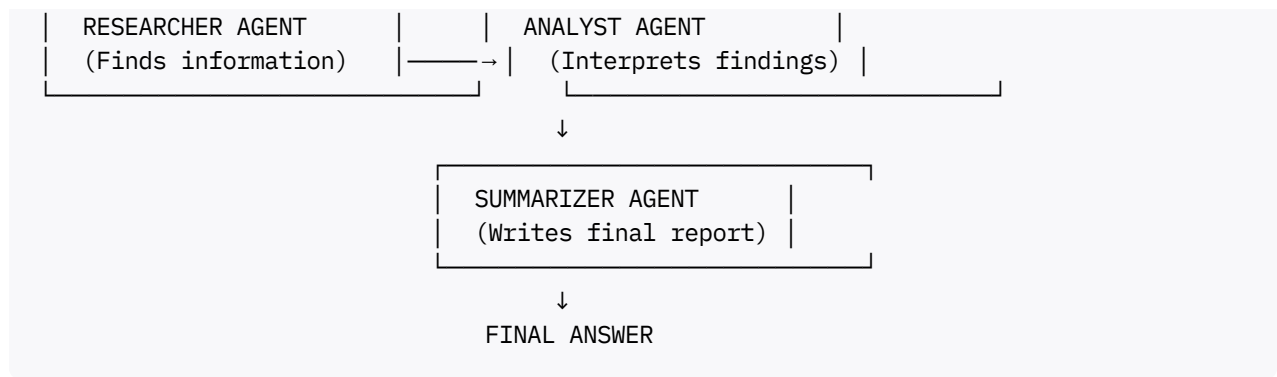 RESEARCHER AGENT ANALYST AGENT
(Finds information) → (Interprets findings)
↓
SUMMARIZER AGENT
(Writes final report)
↓
FINAL ANSWER